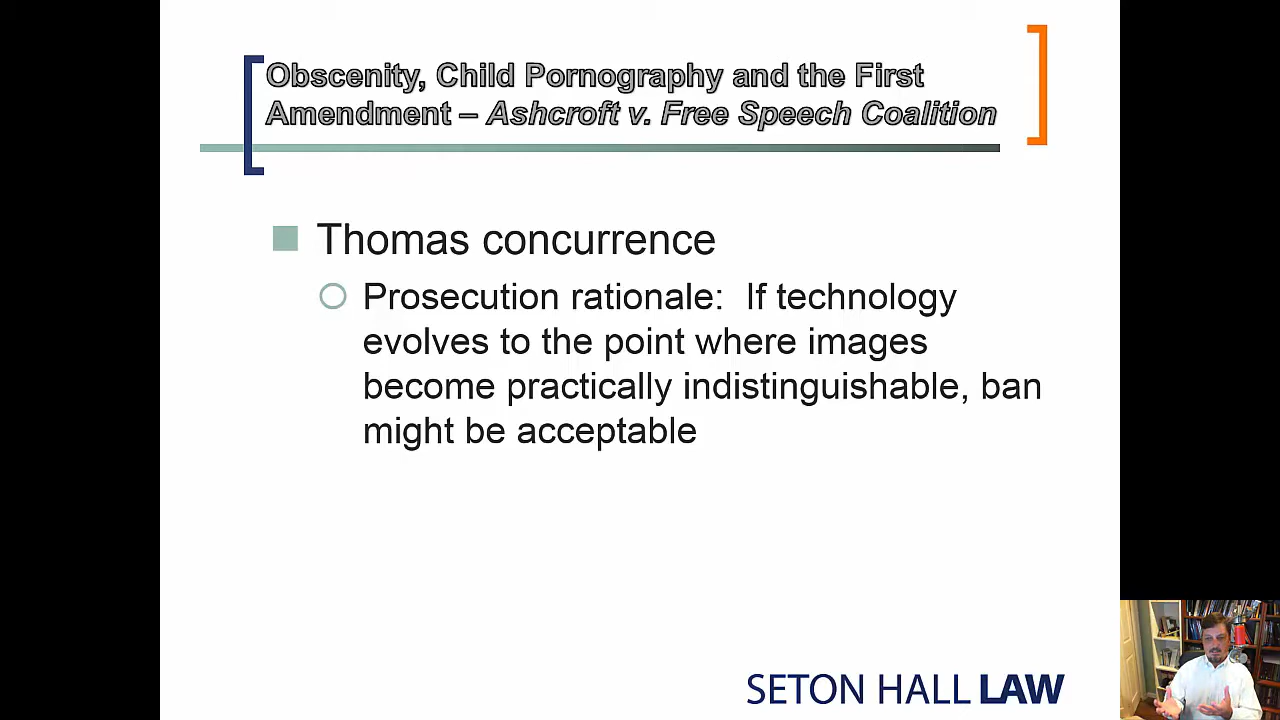 Obscenity, Child Pornography and the First
Amendment – Ashcroft v. Free Speech Coalition
Thomas concurrence
Prosecution rationale:  If technology
evolves to the point where images
become practically indistinguishable, ban
might be acceptable
SETON HALL LAW